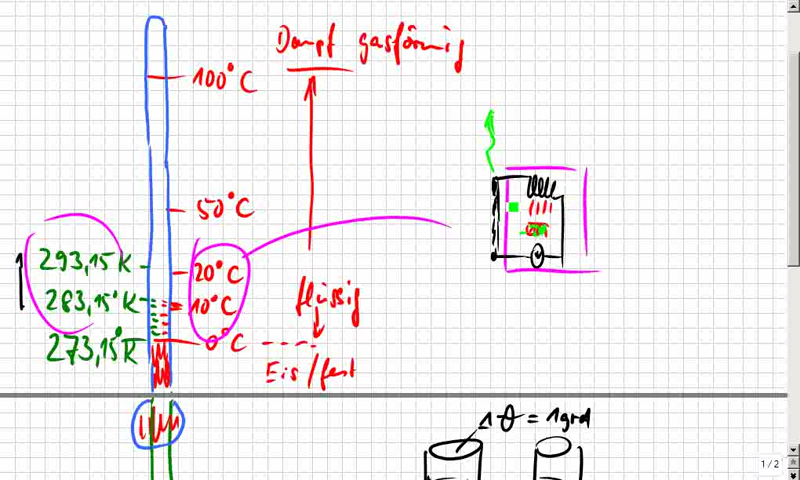 Dampf gasförmig
100°C
50°C
293,15 K
20°C
283,15°K
10°C
flüssig
273,15°K
0°C
Eis/fest
1 ϑ = 1grd
1/2